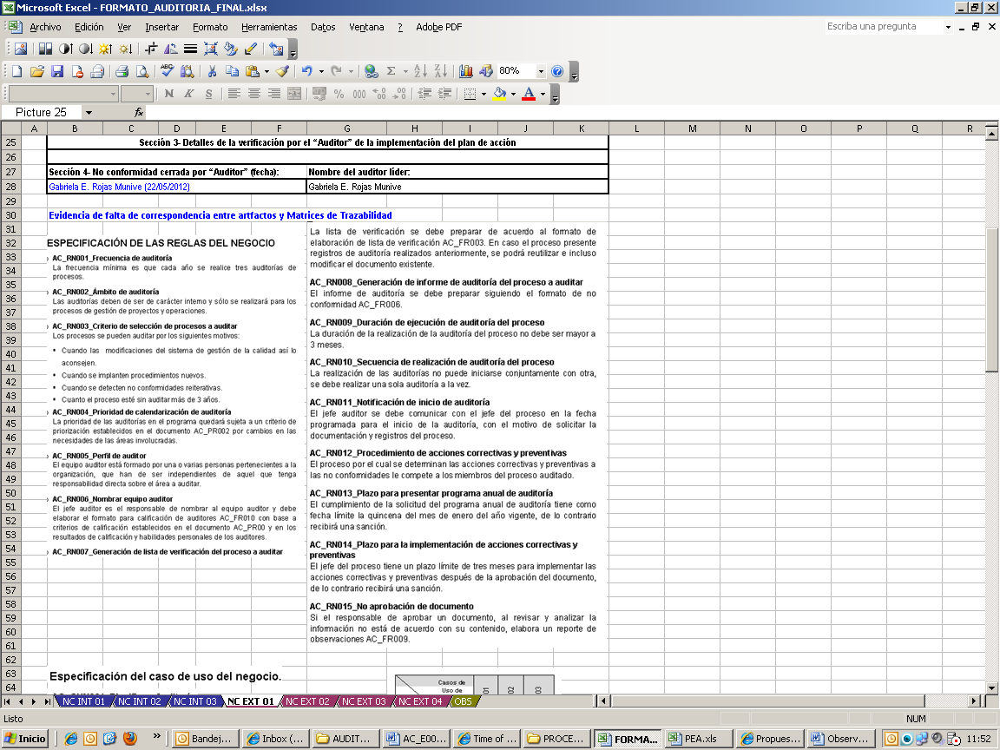 Microsoft Excel - FORMATO_AUDITORIA_FINAL.xlsx
Archivo Edición Ver Insertar Formato Herramientas Datos Ventana ? Adobe PDF
Escriba una pregunta
80%
N K S
Picture 25
fx
A B C D E F G H I J K L M N O P Q R
25 Sección 3- Detalles de la verificación por el “Auditor” de la implementación del plan de acción
26
27 Sección 4- No conformidad cerrada por “Auditor” (fecha): Nombre del auditor líder:
28 Gabriela E. Rojas Munive (22/05/2012) Gabriela E. Rojas Munive
29
30 Evidencia de falta de correspondencia entre artfactos y Matrices de Trazabilidad
31
32
33
34
35
36
37
38
39
40
41
42
43
44
45
46
47
48
49
50
51
52
53
54
55
56
57
58
59
60
61
62
63
64
ESPECIFICACIÓN DE LAS REGLAS DEL NEGOCIO
AC_RN001_Frecuencia de auditoría
La frecuencia mínima es que cada año se realice tres auditorías de
procesos.
AC_RN002_Ámbito de auditoría
Las auditorías deben de ser de carácter interno y sólo se realizará para los
procesos de gestión de proyectos y operaciones.
AC_RN003_Criterio de selección de procesos a auditar
Los procesos se pueden auditar por los siguientes motivos:
• Cuando las modificaciones del sistema de gestión de la calidad así lo
aconsejen.
• Cuando se implanten procedimientos nuevos.
• Cuando se detecten no conformidades reiterativas.
• Cuanto el proceso esté sin auditar más de 3 años.
AC_RN004_Prioridad de calendarización de auditoría
La prioridad de las auditorías en el programa quedará sujeta a un criterio de
priorización establecidos en el documento AC_PR002 por cambios en las
necesidades de las áreas involucradas.
AC_RN005_Perfil de auditor
El equipo auditor está formado por una o varias personas pertenecientes a la
organización, que han de ser independientes de aquel que tenga
responsabilidad directa sobre el área a auditar.
AC_RN006_Nombrar equipo auditor
El jefe auditor es el responsable de nombrar al equipo auditor y debe
elaborar el formato para calificación de auditores AC_FR010 con base a
criterios de calificación establecidos en el documento AC_PR00 y en los
resultados de calificación y habilidades personales de los auditores.
AC_RN007_Generación de lista de verificación del proceso a auditar
La lista de verificación se debe preparar de acuerdo al formato de
elaboración de lista de verificación AC_FR003. En caso el proceso presente
registros de auditoría realizados anteriormente, se podrá reutilizar e incluso
modificar el documento existente.
AC_RN008_Generación de informe de auditoría del proceso a auditar
El informe de auditoría se debe preparar siguiendo el formato de no
conformidad AC_FR006.
AC_RN009_Duración de ejecución de auditoría del proceso
La duración de la realización de la auditoría del proceso no debe ser mayor a
3 meses.
AC_RN010_Secuencia de realización de auditoría del proceso
La realización de las auditorías no puede iniciarse conjuntamente con otra,
se debe realizar una sola auditoría a la vez.
AC_RN011_Notificación de inicio de auditoría
El jefe auditor se debe comunicar con el jefe del proceso en la fecha
programada para el inicio de la auditoría, con el motivo de solicitar la
documentación y registros del proceso.
AC_RN012_Procedimiento de acciones correctivas y preventivas
El proceso por el cual se determinan las acciones correctivas y preventivas a
las no conformidades le compete a los miembros del proceso auditado.
AC_RN013_Plazo para presentar programa anual de auditoría
El cumplimiento de la solicitud del programa anual de auditoría tiene como
fecha límite la quincena del mes de enero del año vigente, de lo contrario
recibirá una sanción.
AC_RN014_Plazo para la implementación de acciones correctivas y
preventivas
El jefe del proceso tiene un plazo límite de tres meses para implementar las
acciones correctivas y preventivas después de la aprobación del documento,
de lo contrario recibirá una sanción.
AC_RN015_No aprobación de documento
Si el responsable de aprobar un documento, al revisar y analizar la
información no está de acuerdo con su contenido, elabora un reporte de
observaciones AC_FR009.
Especificación del caso de uso del negocio.
Casos de
Uso de
01 02 03
NC INT 01 NC INT 02 NC INT 03 NC EXT 01 NC EXT 02 NC EXT 03 NC EXT 04 OBS
Listo
NUM
Inicio » Bandej... Inbox (... AUDIT... AC_E00... Time of ... PROCE... FORMA... PEA.xls Propues... Observ... 11:52